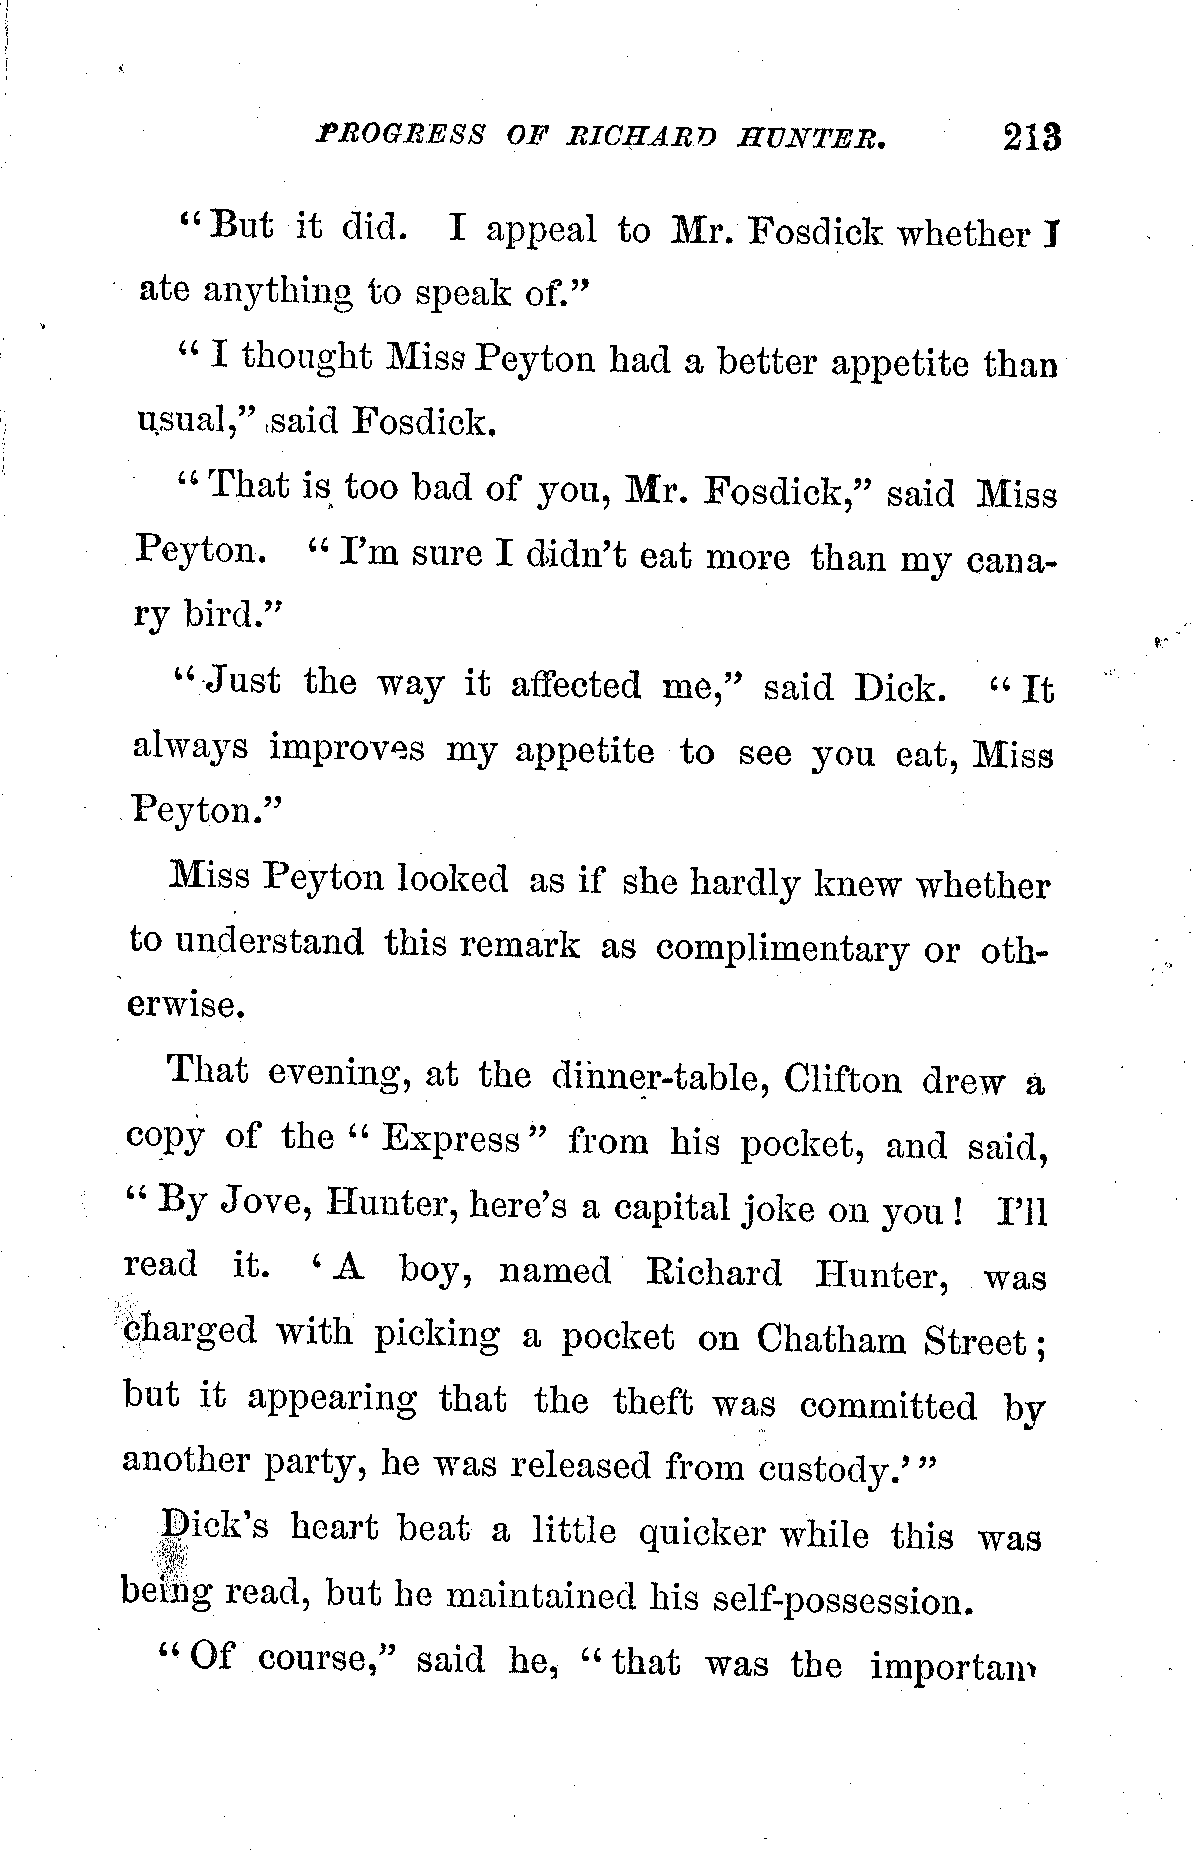 PROGRESS OF RICHARD HUNTER. 213
"But it did. I appeal to Mr. Fosdick whether I
ate anything to speak of."
"I thought Miss Peyton had a better appetite than
usual," said Fosdick.
"That is too bad of you, Mr. Fosdick," said Miss
Peyton. "I'm sure I didn't eat more than my cana-
ry bird."
"Just the way it affected me," said Dick. "It
always improves my appetite to see you eat, Miss
Peyton."
Miss Peyton looked as if she hardly knew whether
to understand this remark as complimentary or oth-
erwise.
That evening, at the dinner-table, Clifton drew a
copy of the "Express" from his pocket, and said,
"By Jove, Hunter, here's a capital joke on you! I'll
read it. 'A boy, named Richard Hunter, was
charged with picking a pocket on Chatham Street;
but it appearing that the theft was committed by
another party, he was released from custody.'"
Dick's heart beat a little quicker while this was
being read, but he maintained his self-possession.
"Of course," said he, "that was the important